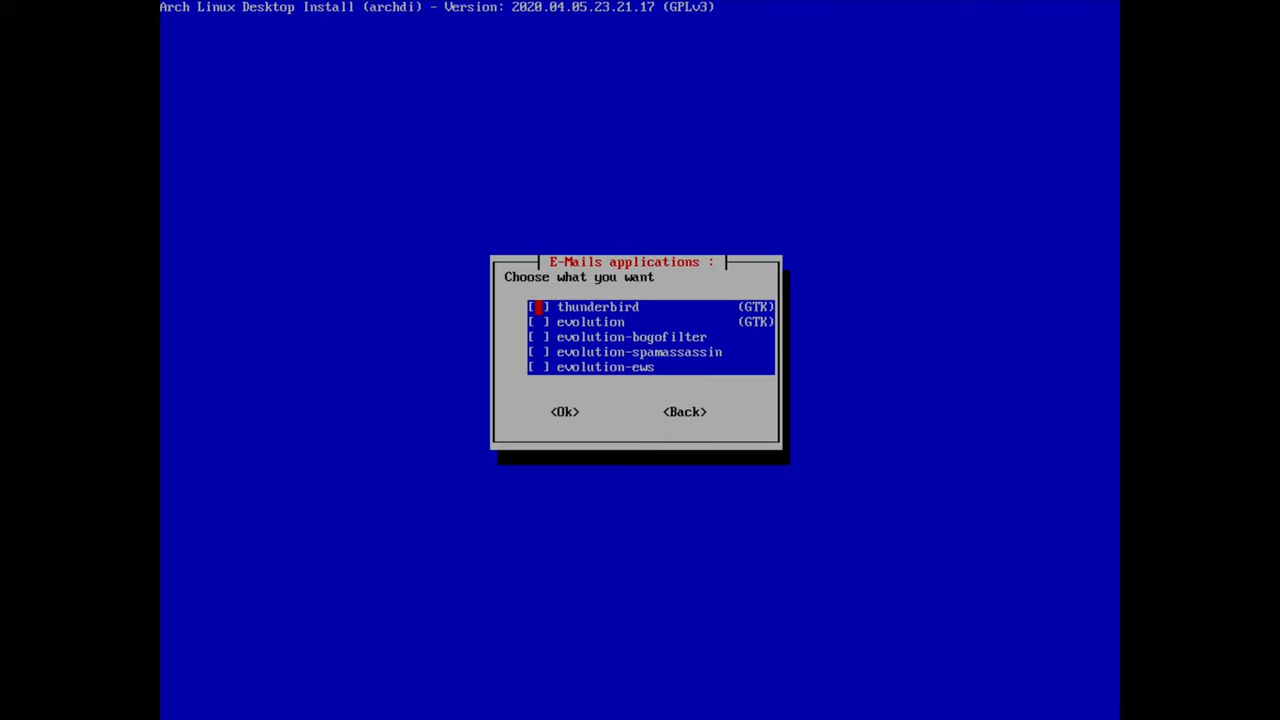 Arch Linux Desktop Install (archdi) - Version: 2020.04.05.23.21.17 (GPLv3)
E-Mails applications :
Choose what you want
[ ] thunderbird (GTK)
[ ] evolution (GTK)
[ ] evolution-bogofilter
[ ] evolution-spamassassin
[ ] evolution-ews
<Ok> <Back>